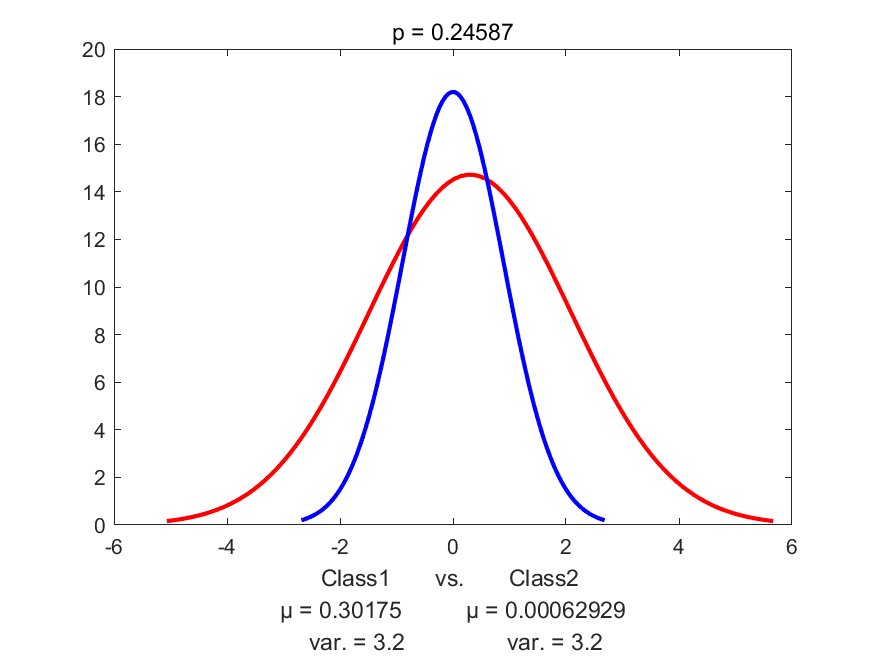 p = 0.24587
20
18
16
14
12
10
8
6
4
2
0
-6 -4 -2 0 2 4 6
Class1 vs. Class2
μ = 0.30175 μ = 0.00062929
var. = 3.2 var. = 3.2